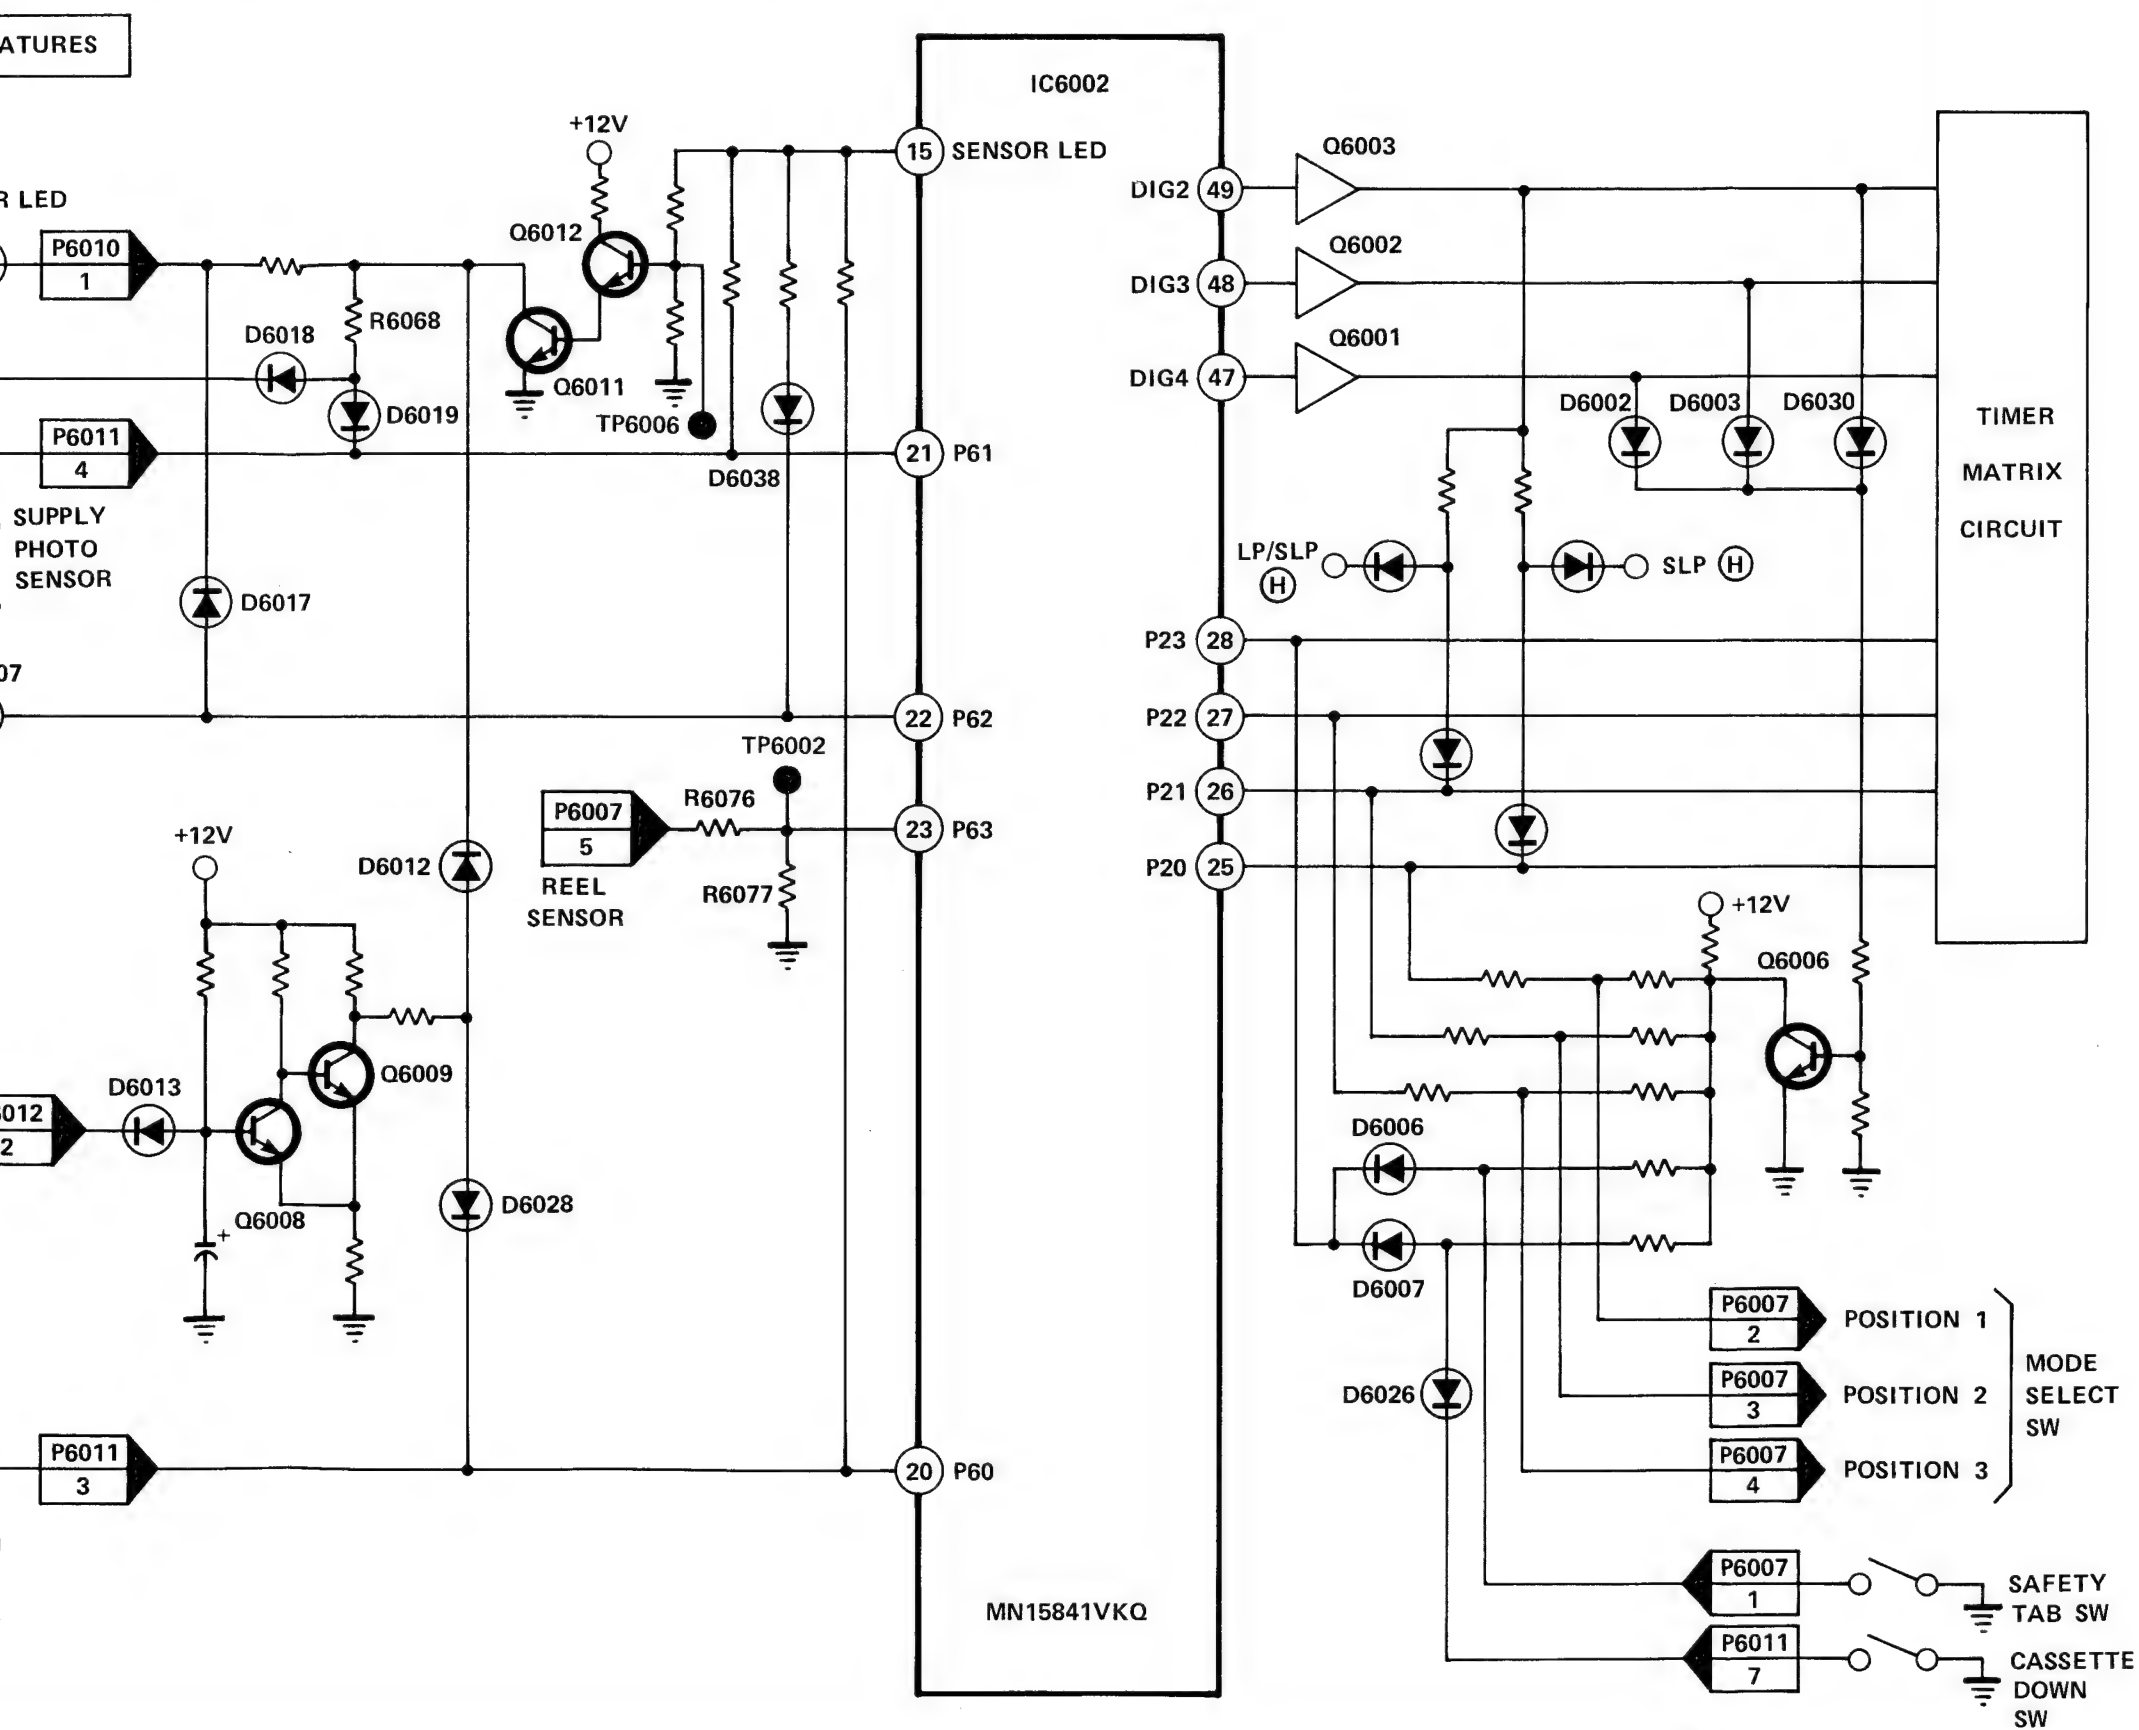 ATURES
IC6002
+12V
15 SENSOR LED
Q6003
DIG2 49
R LED
Q6012
P6010
1
Q6002
DIG3 48
R6068
D6018
Q6001
DIG4 47
Q6011
D6019
TP6006
D6002 D6003 D6030
TIMER
MATRIX
CIRCUIT
P6011
4
21 P61
D6038
SUPPLY
PHOTO
SENSOR
LP/SLP
H
SLP H
D6017
P23 28
07
22 P62
P22 27
TP6002
P21 26
R6076
P6007
5
23 P63
+12V
D6012
P20 25
REEL
SENSOR
R6077
+12V
Q6006
Q6009
D6013
6012
2
D6006
D6028
Q6008
+
D6007
P6007
2
POSITION 1
MODE
SELECT
SW
P6007
3
POSITION 2
D6026
P6011
3
20 P60
P6007
4
POSITION 3
P6007
1
SAFETY
TAB SW
MN15841VKQ
P6011
7
CASSETTE
DOWN
SW